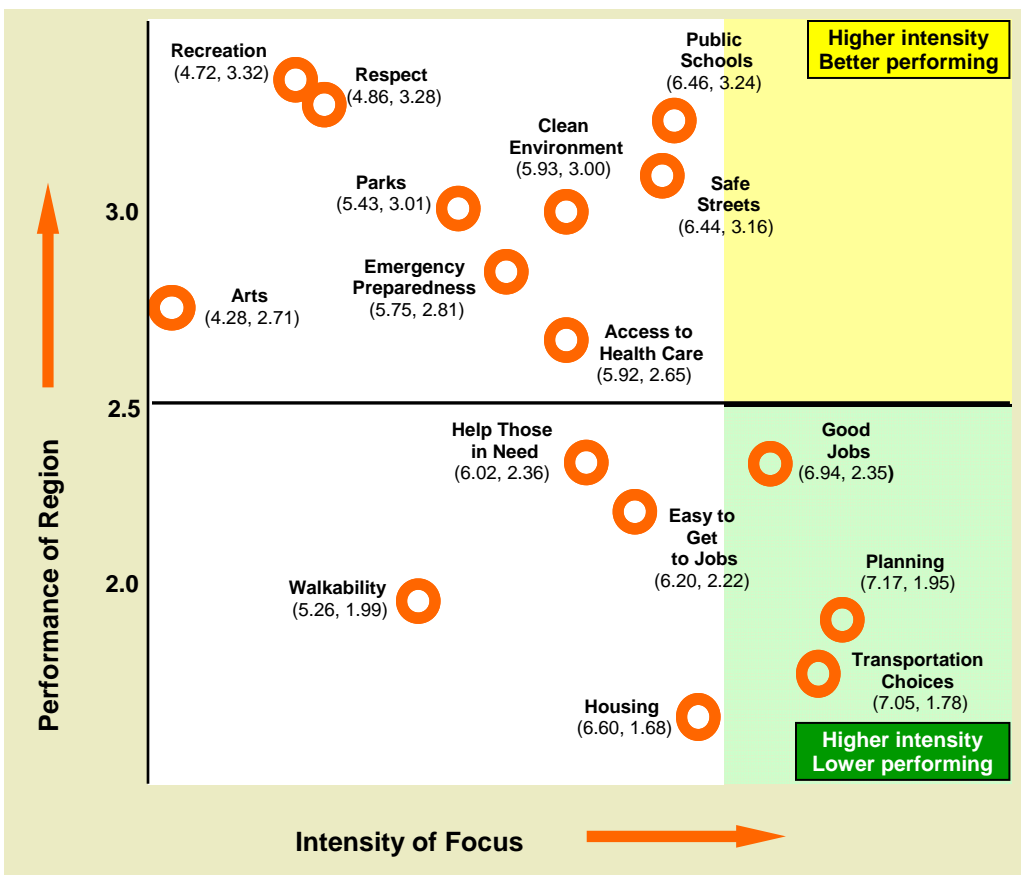 Recreation
(4.72, 3.32)
Respect
(4.86, 3.28)
Public
Schools
(6.46, 3.24)
Higher intensity
Better performing
Clean
Environment
(5.93, 3.00)
Parks
(5.43, 3.01)
Safe
Streets
(6.44, 3.16)
3.0
Emergency
Preparedness
(5.75, 2.81)
Arts
(4.28, 2.71)
Access to
Health Care
(5.92, 2.65)
2.5
Help Those
in Need
(6.02, 2.36)
Good
Jobs
(6.94, 2.35)
Easy to
Get
to Jobs
(6.20, 2.22)
2.0
Planning
(7.17, 1.95)
Walkability
(5.26, 1.99)
Transportation
Choices
(7.05, 1.78)
Housing
(6.60, 1.68)
Higher intensity
Lower performing
Performance of Region
Intensity of Focus